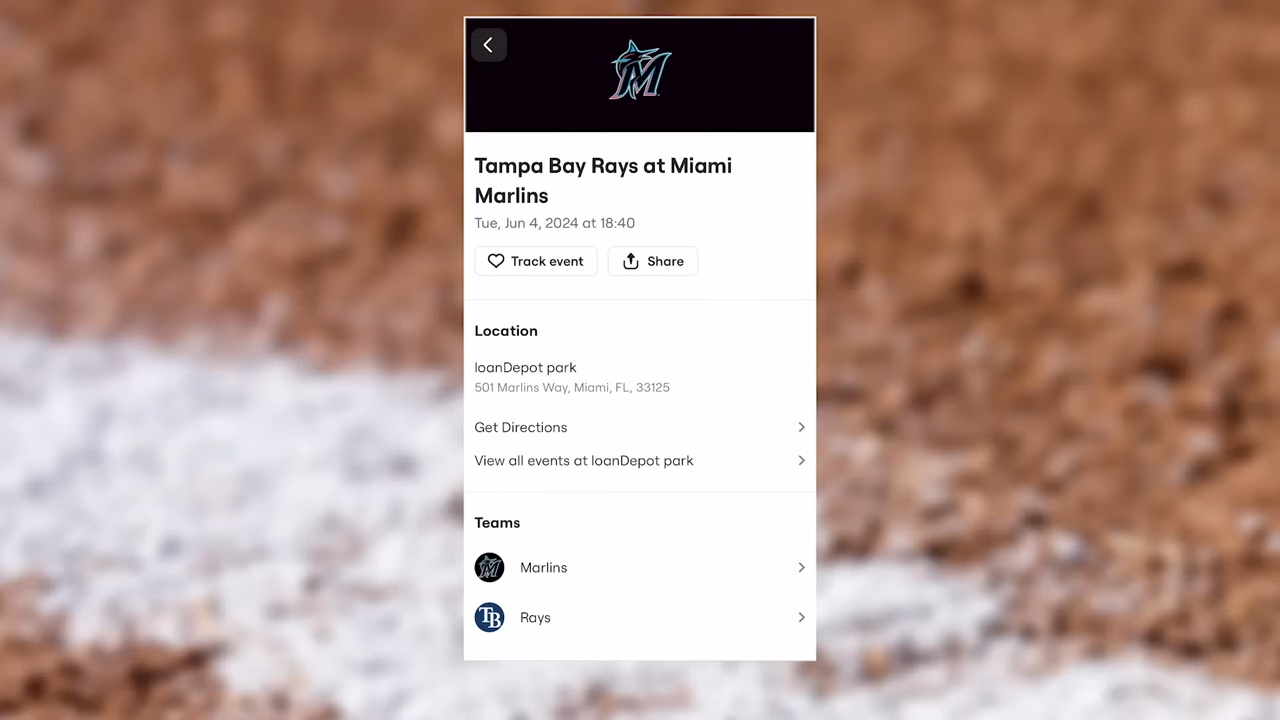 M
Tampa Bay Rays at Miami
Marlins
Tue, Jun 4, 2024 at 18:40
Track event
Share
Location
loanDepot park
501 Marlins Way, Miami, FL, 33125
Get Directions
View all events at loanDepot park
Teams
M
Marlins
TB
Rays